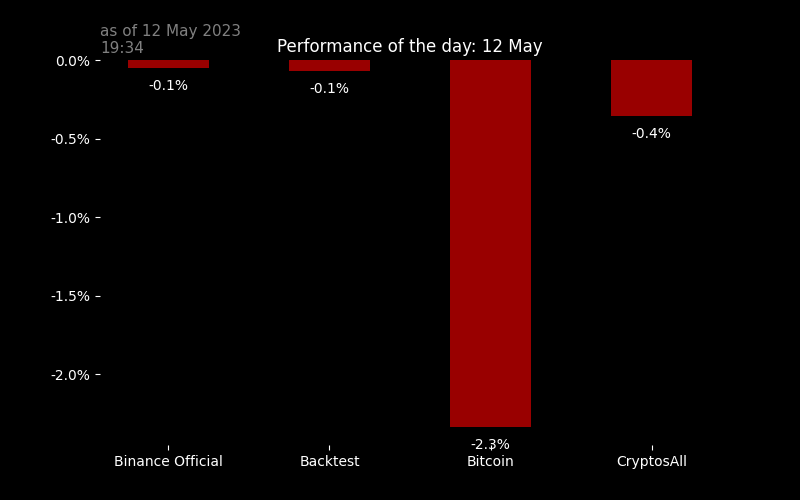 as of 12 May 2023
19:34
Performance of the day: 12 May
0.0%
-0.5%
-1.0%
-1.5%
-2.0%
-0.1%
-0.1%
-2.3%
-0.4%
Binance Official
Backtest
Bitcoin
CryptosAll